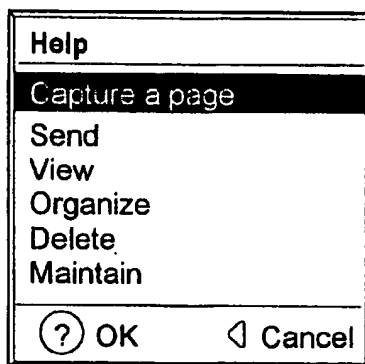 Help
Capture a page
Send
View
Organize
Delete
Maintain
? OK Cancel